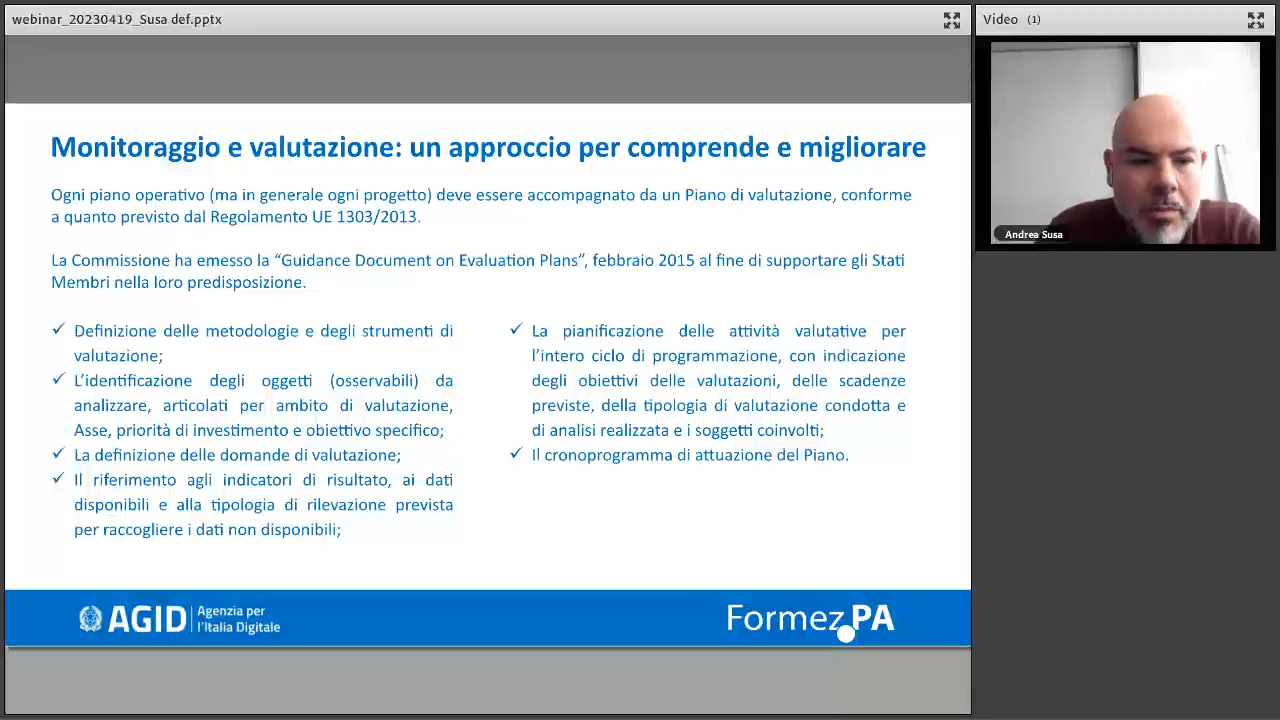 webinar_20230419_Susa def.pptx
Video (1)
Andrea Susa
Monitoraggio e valutazione: un approccio per comprende e migliorare
Ogni piano operativo (ma in generale ogni progetto) deve essere accompagnato da un Piano di valutazione, conforme
a quanto previsto dal Regolamento UE 1303/2013.
La Commissione ha emesso la “Guidance Document on Evaluation Plans”, febbraio 2015 al fine di supportare gli Stati
Membri nella loro predisposizione.
✓ Definizione delle metodologie e degli strumenti di
valutazione;
✓ L’identificazione degli oggetti (osservabili) da
analizzare, articolati per ambito di valutazione,
Asse, priorità di investimento e obiettivo specifico;
✓ La definizione delle domande di valutazione;
✓ Il riferimento agli indicatori di risultato, ai dati
disponibili e alla tipologia di rilevazione prevista
per raccogliere i dati non disponibili;
✓ La pianificazione delle attività valutative per
l’intero ciclo di programmazione, con indicazione
degli obiettivi delle valutazioni, delle scadenze
previste, della tipologia di valutazione condotta e
di analisi realizzata e i soggetti coinvolti;
✓ Il cronoprogramma di attuazione del Piano.
AGID
Agenzia per
l’Italia Digitale
Formez PA